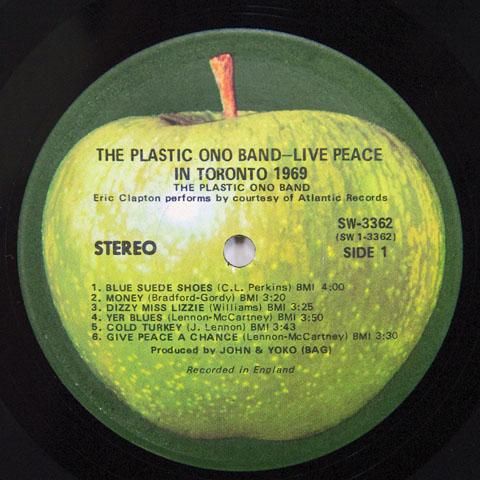 THE PLASTIC ONO BAND—LIVE PEACE
IN TORONTO 1969
THE PLASTIC ONO BAND
Eric Clapton performs by courtesy of Atlantic Records
STEREO
SW-3362
(SW 1-3362)
SIDE 1
1. BLUE SUEDE SHOES (C.L. Perkins) BMI 4:00
2. MONEY (Bradford-Gordy) BMI 3:20
3. DIZZY MISS LIZZIE (Williams) BMI 3:25
4. YER BLUES (Lennon-McCartney) BMI 3:50
5. COLD TURKEY (J. Lennon) BMI 3:43
6. GIVE PEACE A CHANCE (Lennon-McCartney) BMI 3:30
Produced by JOHN & YOKO (BAG)
Recorded in England